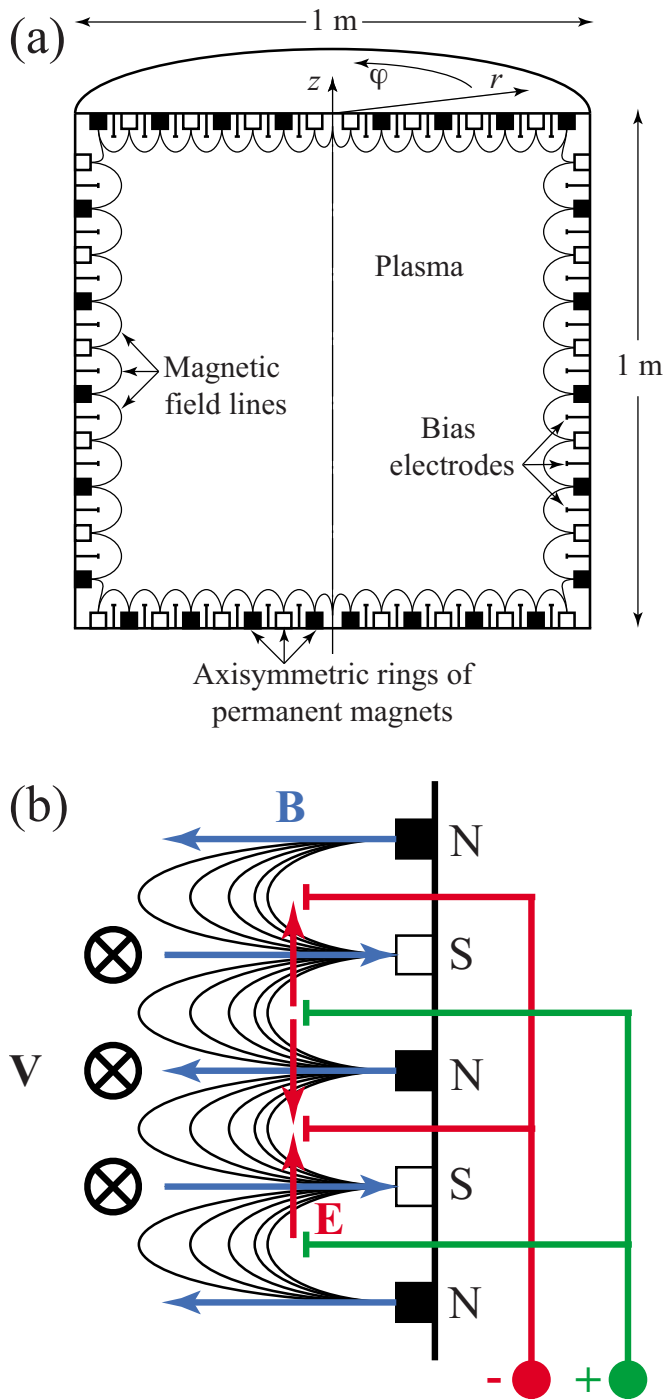 (a)
1 m
z
φ
r
Plasma
1 m
Magnetic
field lines
Bias
electrodes
Axisymmetric rings of
permanent magnets
(b)
B
N
S
V
N
S
E
N
- +